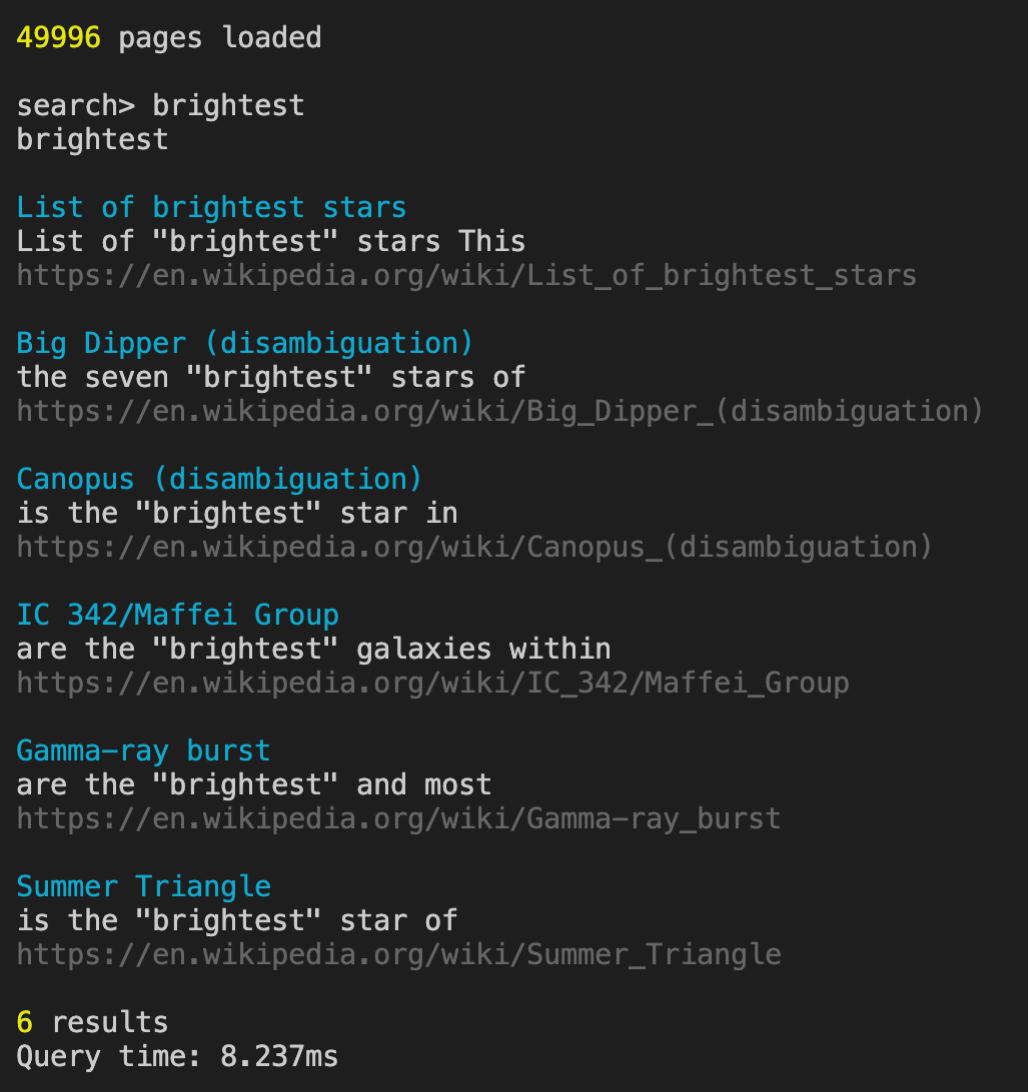 49996 pages loaded
search> brightest
brightest
List of brightest stars
List of "brightest" stars This
https://en.wikipedia.org/wiki/List_of_brightest_stars
Big Dipper (disambiguation)
the seven "brightest" stars of
https://en.wikipedia.org/wiki/Big_Dipper_(disambiguation)
Canopus (disambiguation)
is the "brightest" star in
https://en.wikipedia.org/wiki/Canopus_(disambiguation)
IC 342/Maffei Group
are the "brightest" galaxies within
https://en.wikipedia.org/wiki/IC_342/Maffei_Group
Gamma-ray burst
are the "brightest" and most
https://en.wikipedia.org/wiki/Gamma-ray_burst
Summer Triangle
is the "brightest" star of
https://en.wikipedia.org/wiki/Summer_Triangle
6 results
Query time: 8.237ms